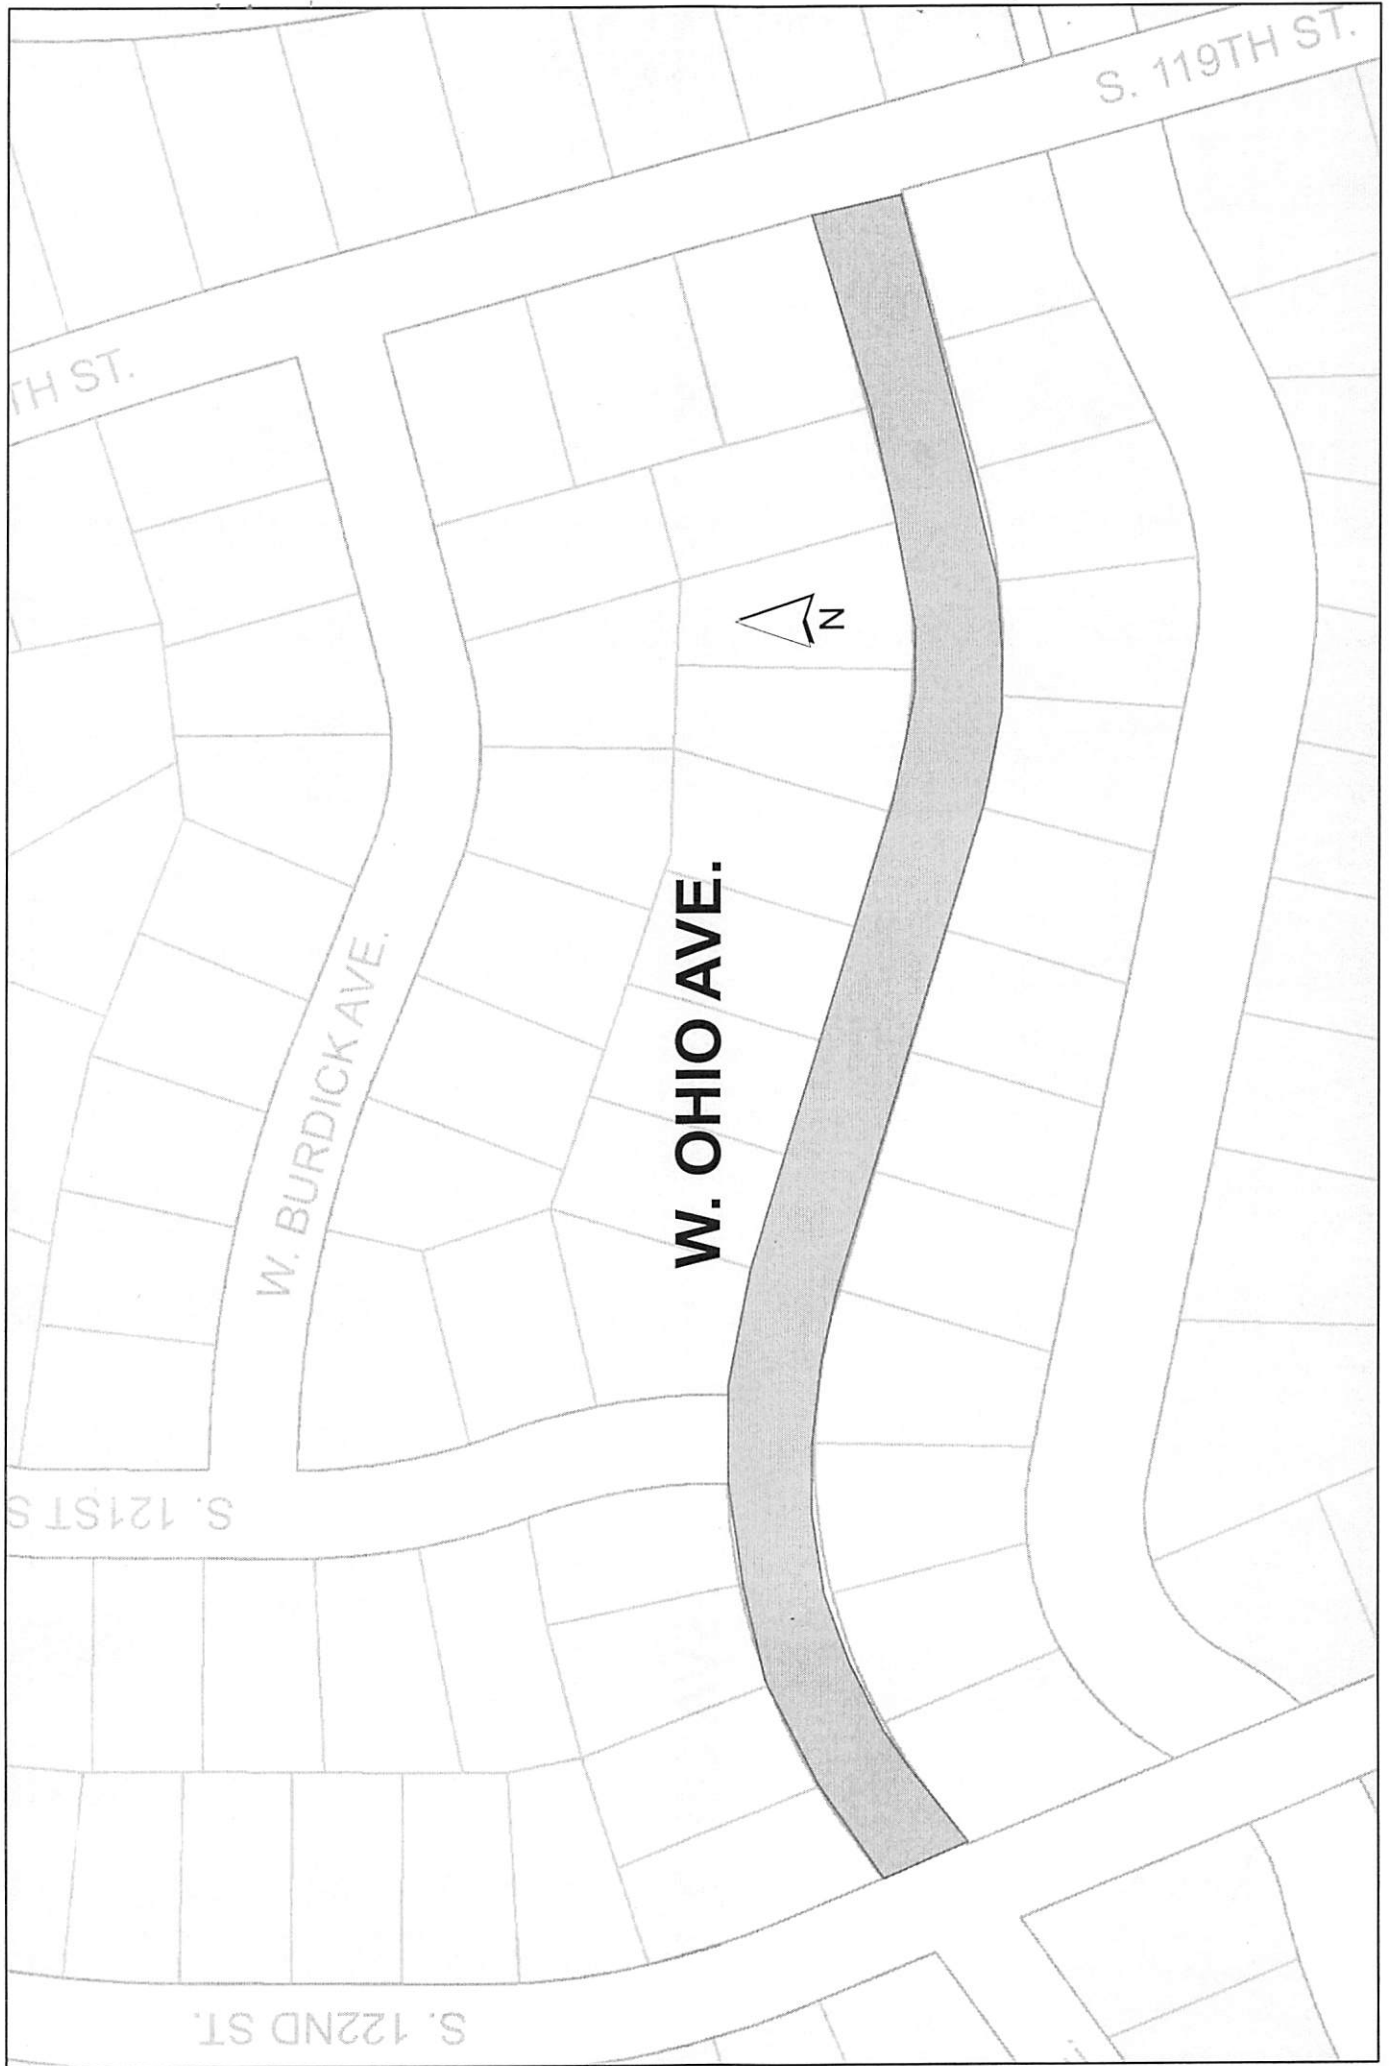 S. 119TH ST.
TH ST.
N
W. OHIO AVE.
W. BURDICK AVE.
S. 121ST S
S. 122ND ST.